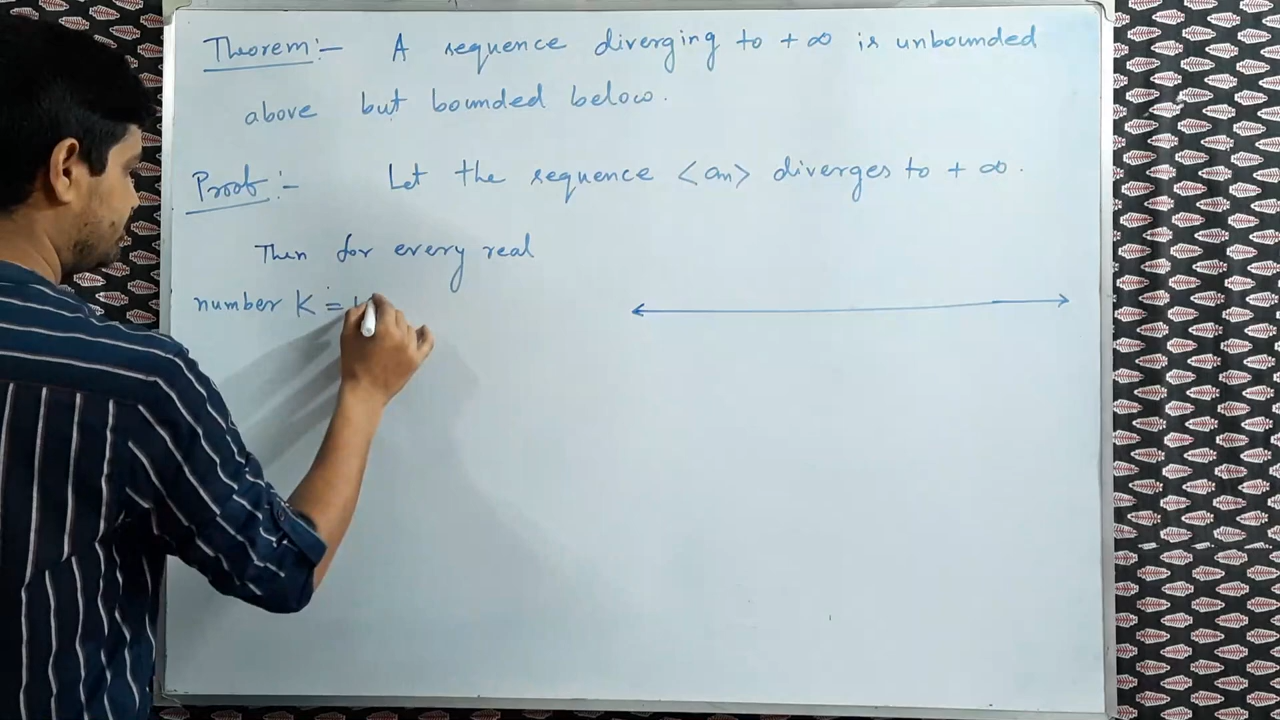 Theorem:- A sequence diverging to + ∞ is unbounded
above but bounded below.
Proof:- Let the sequence <an> diverges to + ∞.
Then for every real
number K =